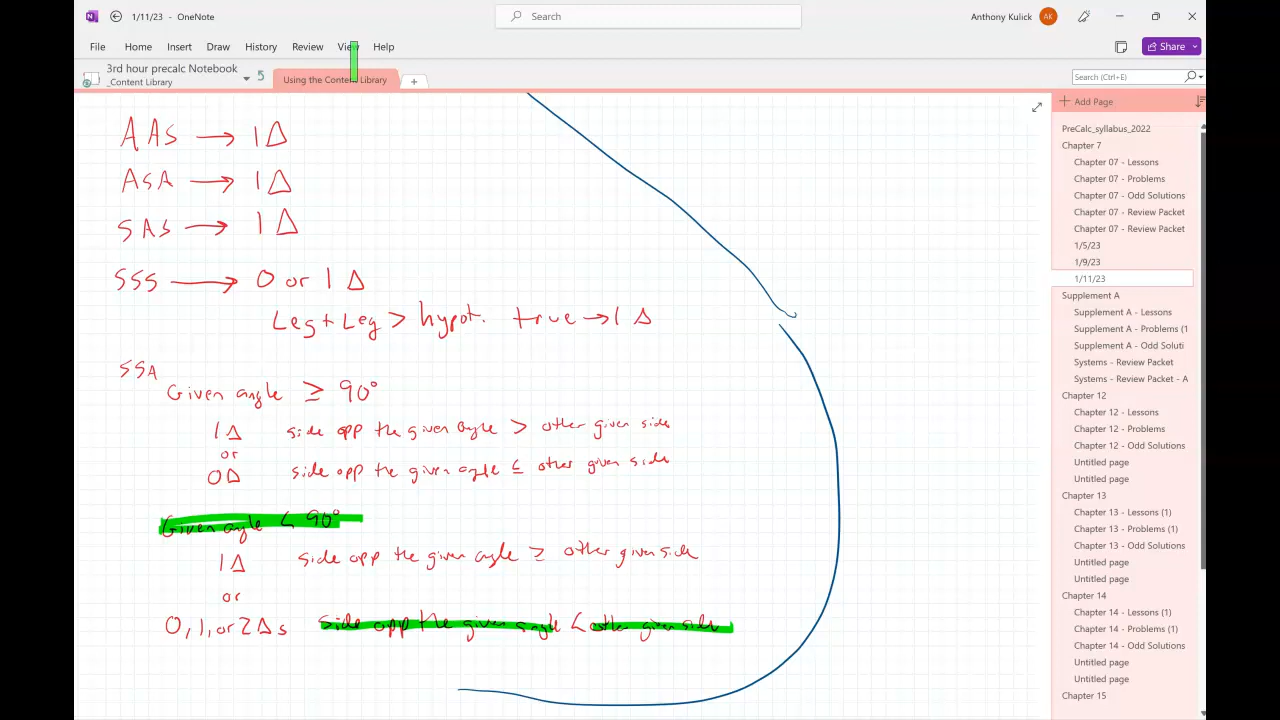 1/11/23 - OneNote
Search
Anthony Kulick
AK
File Home Insert Draw History Review View Help
Share
3rd hour precalc Notebook
_Content Library
Using the Content Library
+
Search (Ctrl+E)
Add Page
AAS → 1 Δ
ASA → 1 Δ
SAS → 1 Δ
SSS → 0 or 1 Δ
Leg + Leg > hypot. true → 1 Δ
SSA
Given angle ≥ 90°
1 Δ side opp the given angle > other given side
or
0 Δ side opp the given angle ≤ other given side
Given angle < 90°
1 Δ side opp the given angle ≥ other given side
or
0, 1, or 2 Δs side opp the given angle < other given side
PreCalc_syllabus_2022
Chapter 7
Chapter 07 - Lessons
Chapter 07 - Problems
Chapter 07 - Odd Solutions
Chapter 07 - Review Packet
Chapter 07 - Review Packet
1/5/23
1/9/23
1/11/23
Supplement A
Supplement A - Lessons
Supplement A - Problems (1
Supplement A - Odd Soluti
Systems - Review Packet
Systems - Review Packet - A
Chapter 12
Chapter 12 - Lessons
Chapter 12 - Problems
Chapter 12 - Odd Solutions
Untitled page
Untitled page
Chapter 13
Chapter 13 - Lessons (1)
Chapter 13 - Problems (1)
Chapter 13 - Odd Solutions
Untitled page
Untitled page
Chapter 14
Chapter 14 - Lessons (1)
Chapter 14 - Problems (1)
Chapter 14 - Odd Solutions
Untitled page
Untitled page
Chapter 15